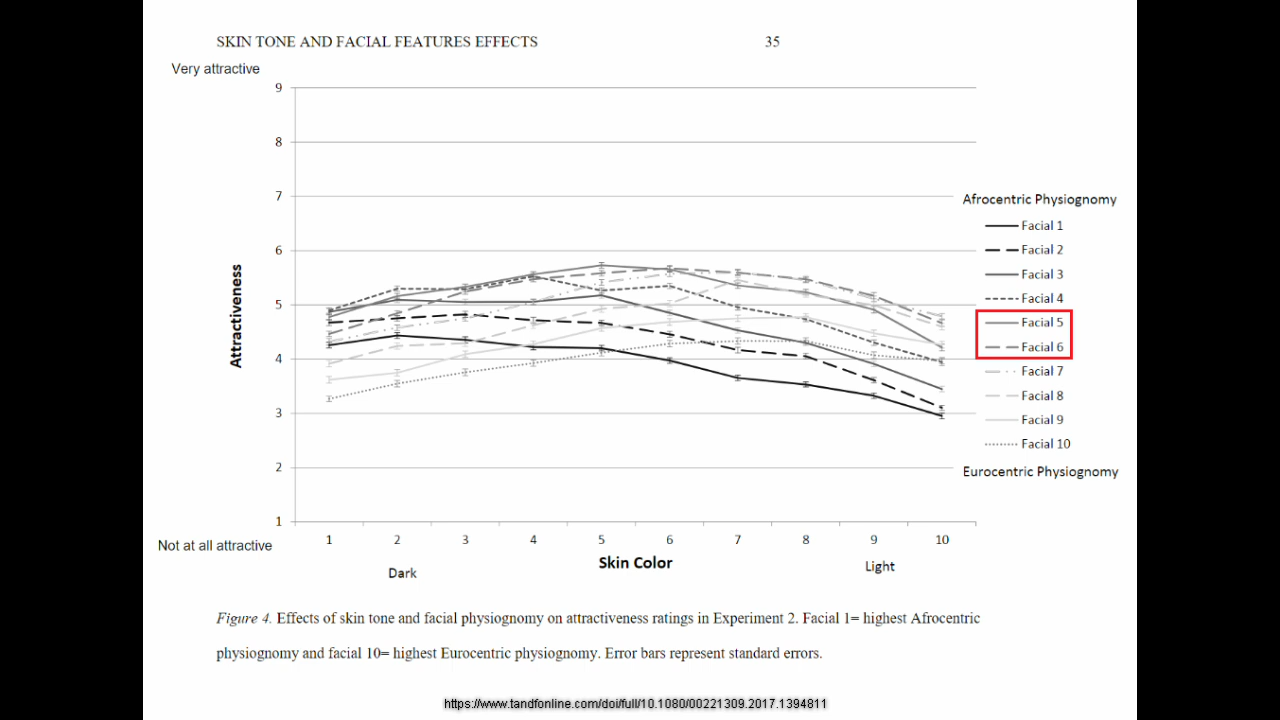 SKIN TONE AND FACIAL FEATURES EFFECTS 35
Very attractive
9
8
7
6
5
4
3
2
1
Attractiveness
Not at all attractive
1 2 3 4 5 6 7 8 9 10
Skin Color
Dark
Light
Afrocentric Physiognomy
Facial 1
Facial 2
Facial 3
Facial 4
Facial 5
Facial 6
Facial 7
Facial 8
Facial 9
Facial 10
Eurocentric Physiognomy
Figure 4. Effects of skin tone and facial physiognomy on attractiveness ratings in Experiment 2. Facial 1= highest Afrocentric
physiognomy and facial 10= highest Eurocentric physiognomy. Error bars represent standard errors.
https://www.tandfonline.com/doi/full/10.1080/00221309.2017.1394811